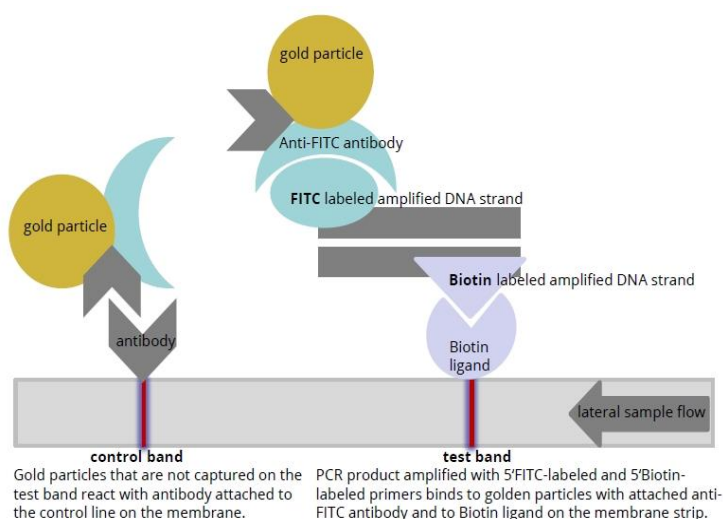 gold particle
Anti-FITC antibody
FITC labeled amplified DNA strand
gold particle
Biotin labeled amplified DNA strand
antibody
Biotin
ligand
lateral sample flow
control band
Gold particles that are not captured on the
test band react with antibody attached to
the control line on the membrane.
test band
PCR product amplified with 5'FITC-labeled and 5'Biotin-
labeled primers binds to golden particles with attached anti-
FITC antibody and to Biotin ligand on the membrane strip.